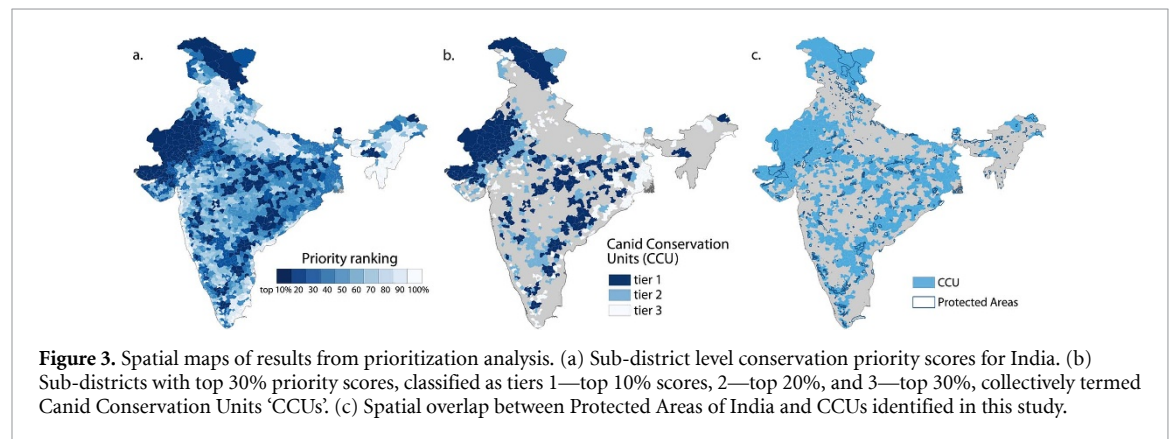 a.
b.
c.
Priority ranking
top 10% 20 30 40 50 60 70 80 90 100%
Canid Conservation
Units (CCU)
tier 1
tier 2
tier 3
CCU
Protected Areas
Figure 3. Spatial maps of results from prioritization analysis. (a) Sub-district level conservation priority scores for India. (b)
Sub-districts with top 30% priority scores, classified as tiers 1—top 10% scores, 2—top 20%, and 3—top 30%, collectively termed
Canid Conservation Units ‘CCUs’. (c) Spatial overlap between Protected Areas of India and CCUs identified in this study.